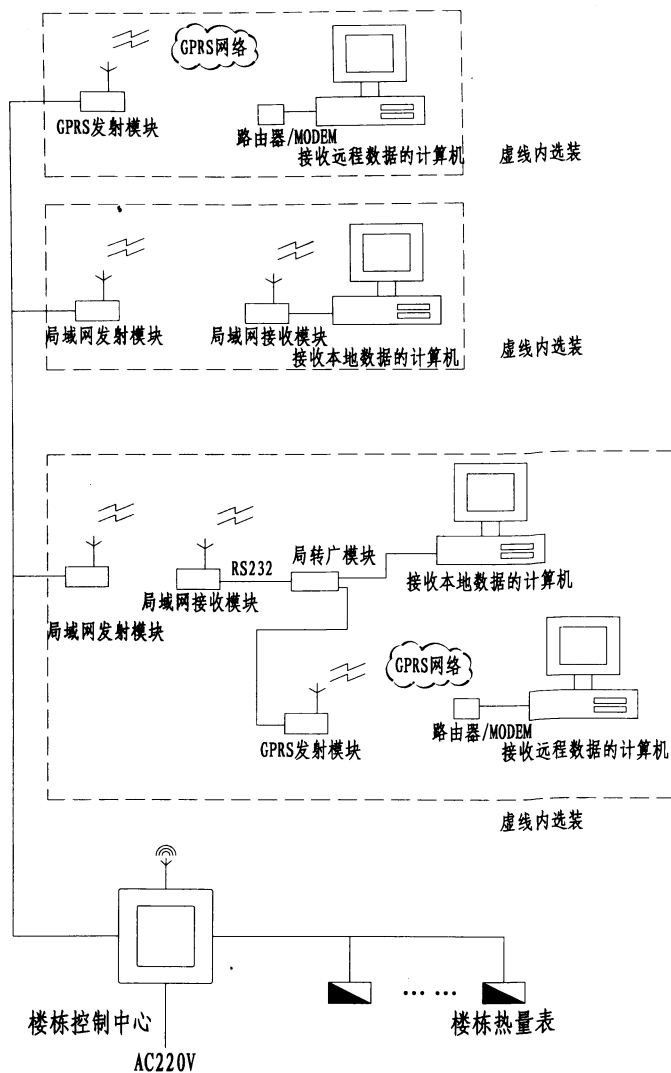 GPRS网络
GPRS发射模块
路由器/MODEM
接收远程数据的计算机
虚线内选装
局域网发射模块
局域网接收模块
接收本地数据的计算机
虚线内选装
局域网发射模块
局域网接收模块
RS232
局转广模块
接收本地数据的计算机
GPRS网络
GPRS发射模块
路由器/MODEM
接收远程数据的计算机
虚线内选装
楼栋控制中心
AC220V
楼栋热量表